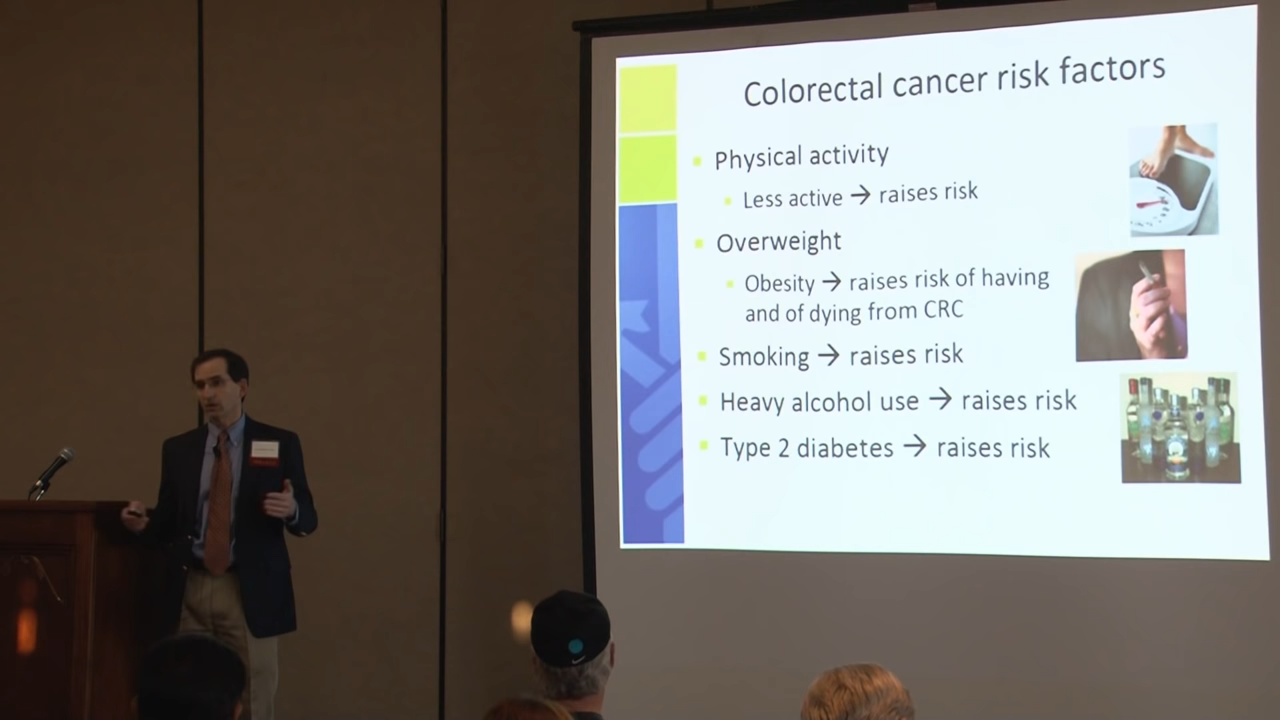 Colorectal cancer risk factors
Physical activity
Less active → raises risk
Overweight
Obesity → raises risk of having
and of dying from CRC
Smoking → raises risk
Heavy alcohol use → raises risk
Type 2 diabetes → raises risk